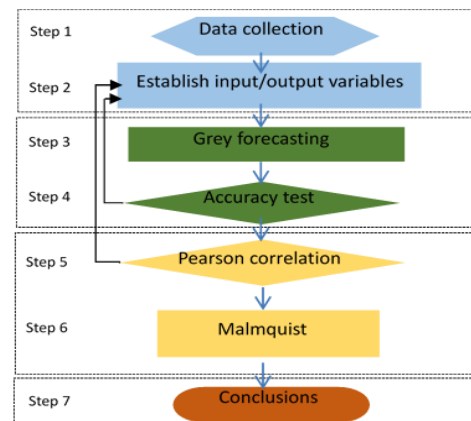 Step 1
Data collection
Step 2
Establish input/output variables
Step 3
Grey forecasting
Step 4
Accuracy test
Step 5
Pearson correlation
Step 6
Malmquist
Step 7
Conclusions